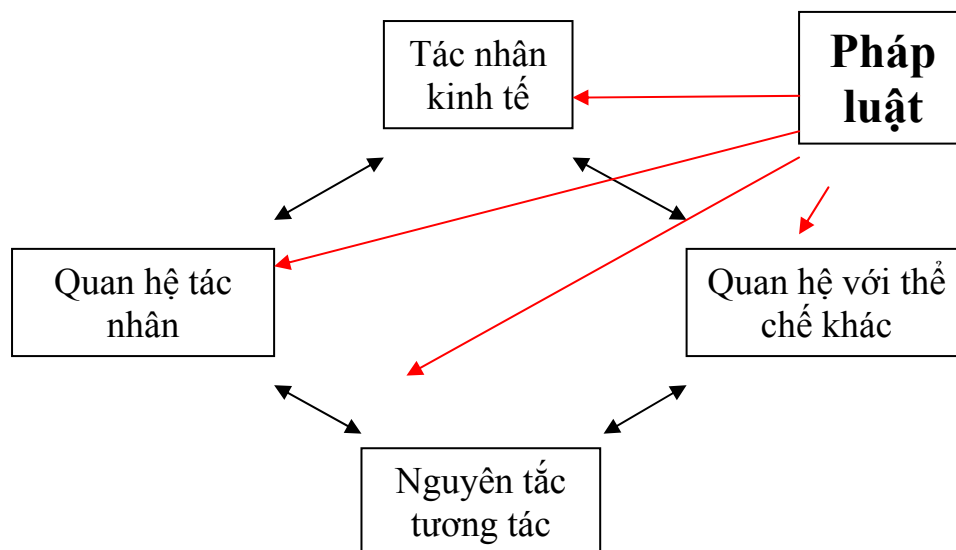 Tác nhân
kinh tế
Pháp
luật
Quan hệ tác
nhân
Quan hệ với thể
chế khác
Nguyên tắc
tương tác